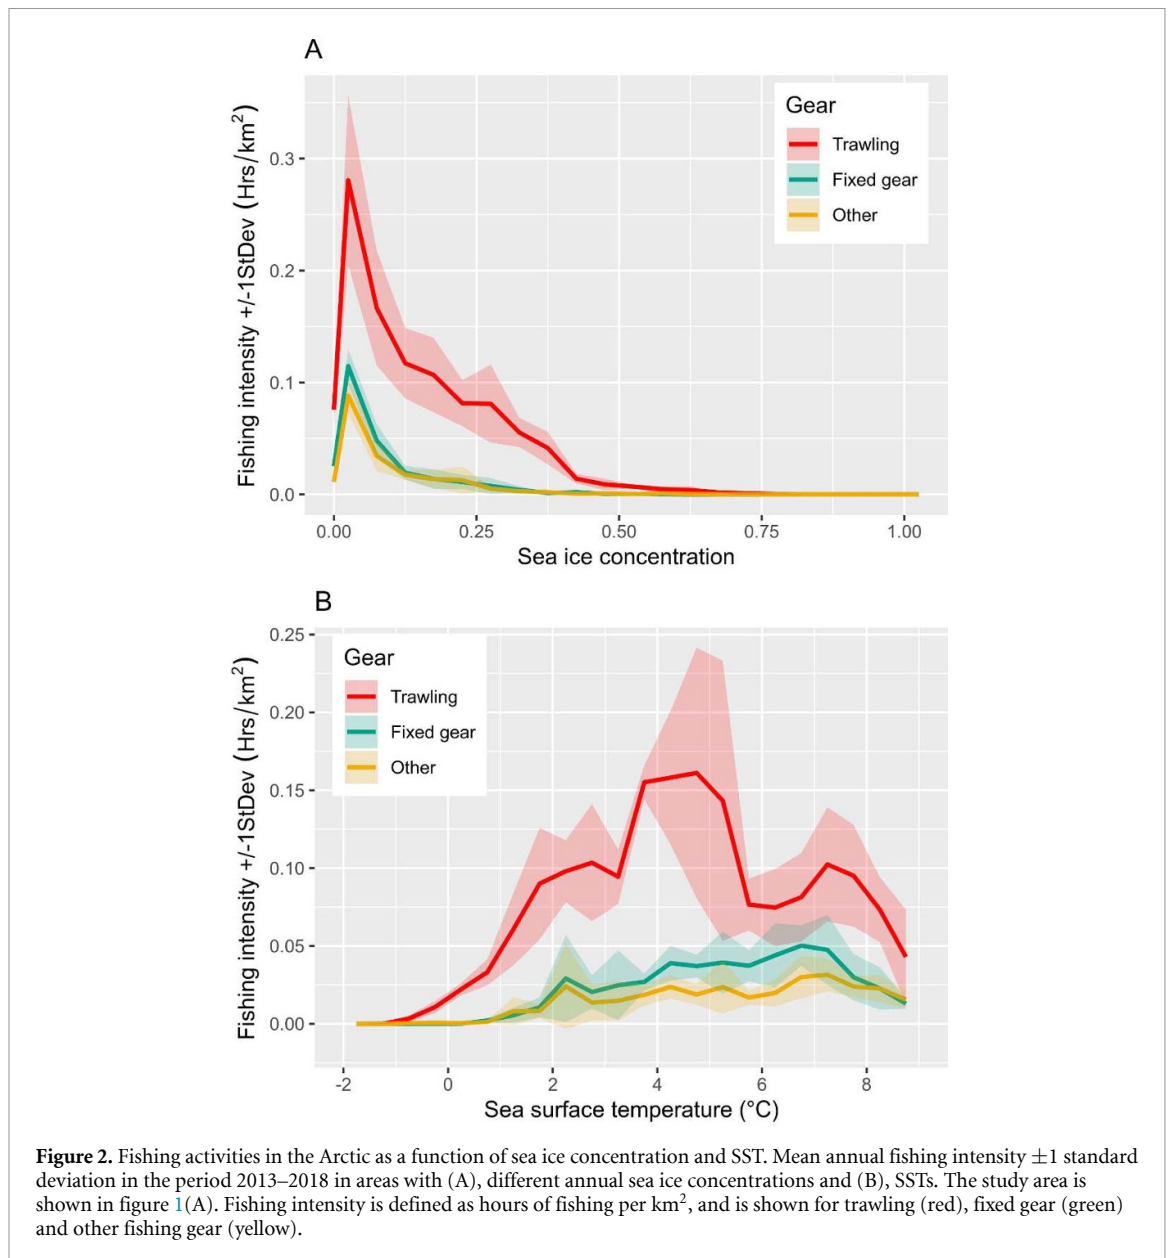 A
Fishing intensity +/-1StDev (Hrs/km²)
Gear
Trawling
Fixed gear
Other
0.3
0.2
0.1
0.0
0.00 0.25 0.50 0.75 1.00
Sea ice concentration
B
Fishing intensity +/-1StDev (Hrs/km²)
Gear
Trawling
Fixed gear
Other
0.25
0.20
0.15
0.10
0.05
0.00
-2 0 2 4 6 8
Sea surface temperature (°C)
Figure 2. Fishing activities in the Arctic as a function of sea ice concentration and SST. Mean annual fishing intensity ±1 standard
deviation in the period 2013–2018 in areas with (A), different annual sea ice concentrations and (B), SSTs. The study area is
shown in figure 1(A). Fishing intensity is defined as hours of fishing per km², and is shown for trawling (red), fixed gear (green)
and other fishing gear (yellow).